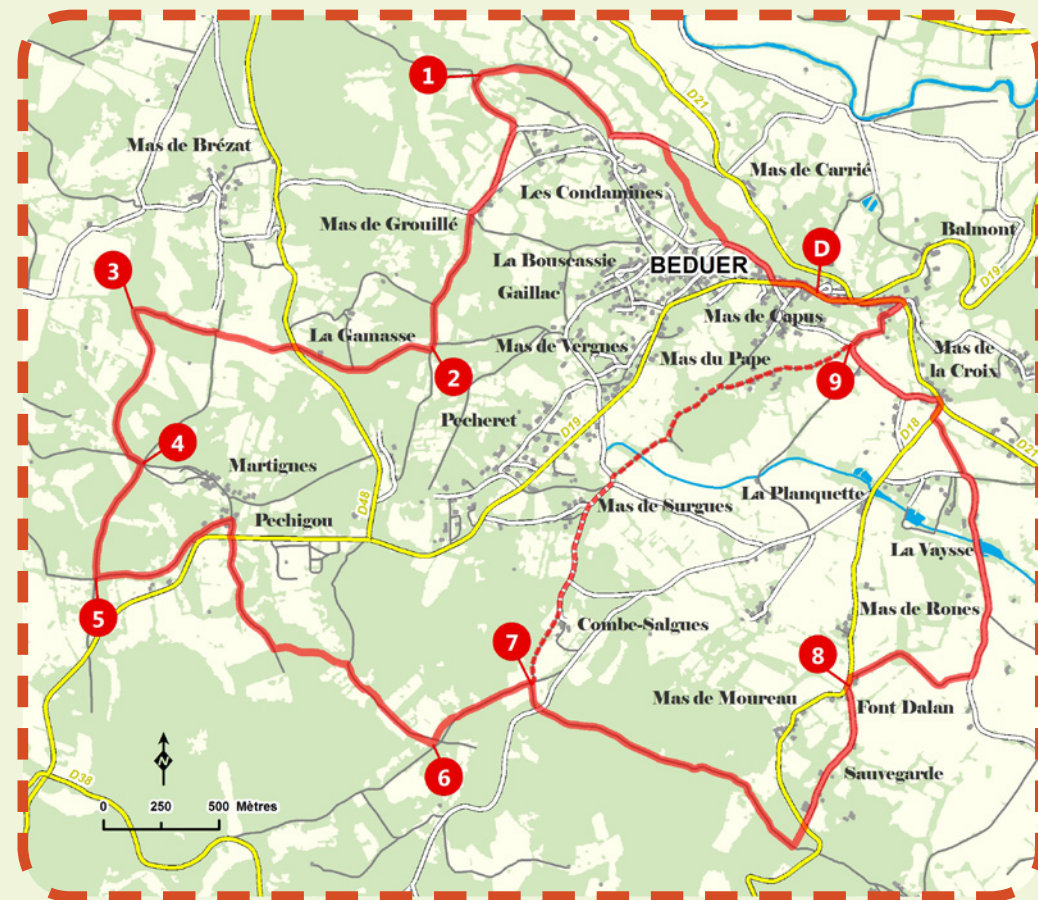 D21
1
Mas de Brézat
Mas de Carrié
Les Condamines
Mas de Grouillé
Balmont
D
La Bouscassie
BEDUER
3
D19
Gaillac
Mas de Capus
La Gamasse
Mas de Vergnes
Mas de
la Croix
Mas du Pape
2
9
Pecheret
D19
D18
4
D21
Martignes
La Planquette
D48
Mas de Surgues
Pechigou
La Vaysse
5
Mas de Rones
Combe-Salgues
7
8
Mas de Moureau
Font Dalan
N
6
D38
Sauvegarde
0 250 500 Mètres